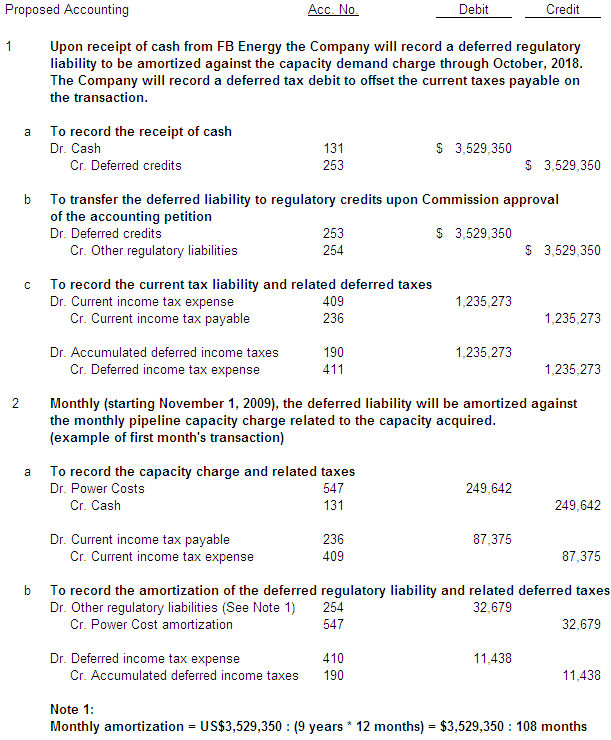 Proposed Accounting Acc. No. Debit Credit
1 Upon receipt of cash from FB Energy the Company will record a deferred regulatory
liability to be amortized against the capacity demand charge through October, 2018.
The Company will record a deferred tax debit to offset the current taxes payable on
the transaction.
a To record the receipt of cash
Dr. Cash 131 $ 3,529,350
Cr. Deferred credits 253 $ 3,529,350
b To transfer the deferred liability to regulatory credits upon Commission approval
of the accounting petition
Dr. Deferred credits 253 $ 3,529,350
Cr. Other regulatory liabilities 254 $ 3,529,350
c To record the current tax liability and related deferred taxes
Dr. Current income tax expense 409 1,235,273
Cr. Current income tax payable 236 1,235,273
Dr. Accumulated deferred income taxes 190 1,235,273
Cr. Deferred income tax expense 411 1,235,273
2 Monthly (starting November 1, 2009), the deferred liability will be amortized against
the monthly pipeline capacity charge related to the capacity acquired.
(example of first month's transaction)
a To record the capacity charge and related taxes
Dr. Power Costs 547 249,642
Cr. Cash 131 249,642
Dr. Current income tax payable 236 87,375
Cr. Current income tax expense 409 87,375
b To record the amortization of the deferred regulatory liability and related deferred taxes
Dr. Other regulatory liabilities (See Note 1) 254 32,679
Cr. Power Cost amortization 547 32,679
Dr. Deferred income tax expense 410 11,438
Cr. Accumulated deferred income taxes 190 11,438
Note 1:
Monthly amortization = US$3,529,350 : (9 years * 12 months) = $3,529,350 : 108 months